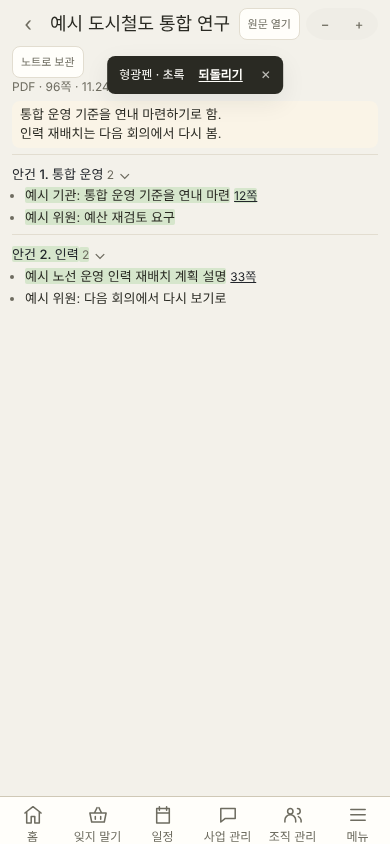 예시 도시철도 통합 연구
원문 열기
− +
노트로 보관
형광펜 · 초록 되돌리기 ×
PDF · 96쪽 · 11.24
통합 운영 기준을 연내 마련하기로 함.
인력 재배치는 다음 회의에서 다시 봄.
안건 1. 통합 운영 2
• 예시 기관: 통합 운영 기준을 연내 마련 12쪽
• 예시 위원: 예산 재검토 요구
안건 2. 인력 2
• 예시 노선 운영 인력 재배치 계획 설명 33쪽
• 예시 위원: 다음 회의에서 다시 보기로
홈 잊지 말기 일정 사업 관리 조직 관리 메뉴